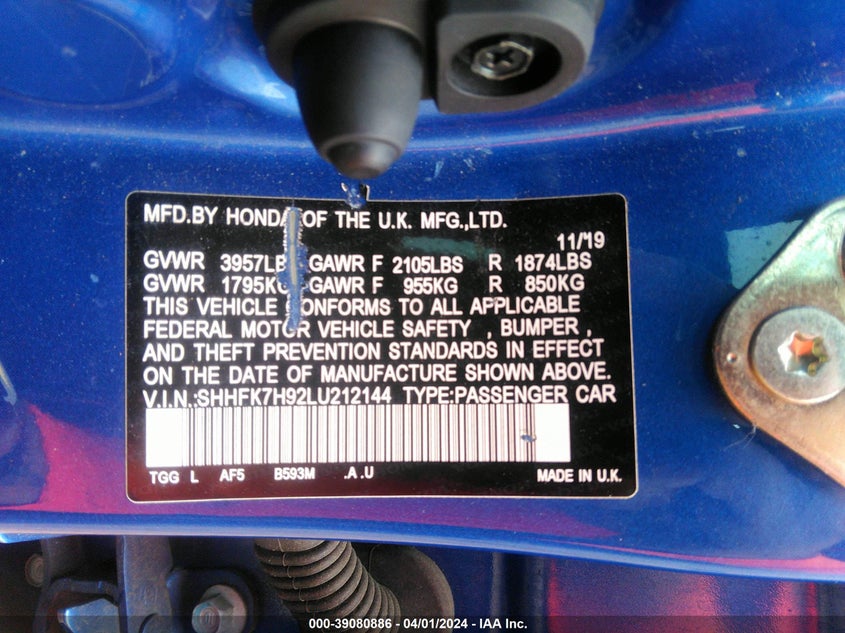 MFD.BY HONDA OF THE U.K. MFG.,LTD.
11/19
GVWR 3957LBS GAWR F 2105LBS R 1874LBS
GVWR 1795KG GAWR F 955KG R 850KG
THIS VEHICLE CONFORMS TO ALL APPLICABLE
FEDERAL MOTOR VEHICLE SAFETY , BUMPER ,
AND THEFT PREVENTION STANDARDS IN EFFECT
ON THE DATE OF MANUFACTURE SHOWN ABOVE.
V.I.N.:SHHFK7H92LU212144 TYPE:PASSENGER CAR
TGG L AF5 B593M .A .U MADE IN U.K.
000-39080886 - 04/01/2024 - IAA Inc.